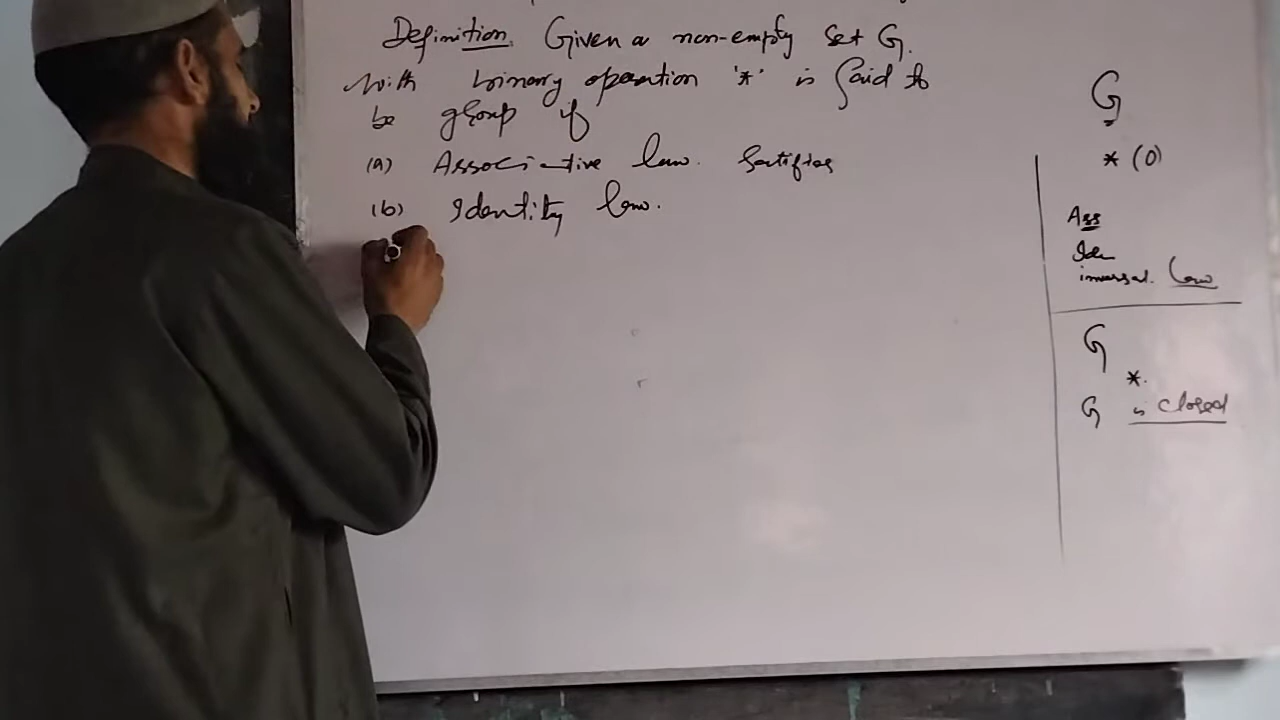 Definition. Given a non-empty Set G.
with binary operation '*' is said to
be group if
(a) Associative law. Satisfies
(b) Identity law.
G
* (0)
Ass
Ide
inversal. Law
G
*.
G is closed